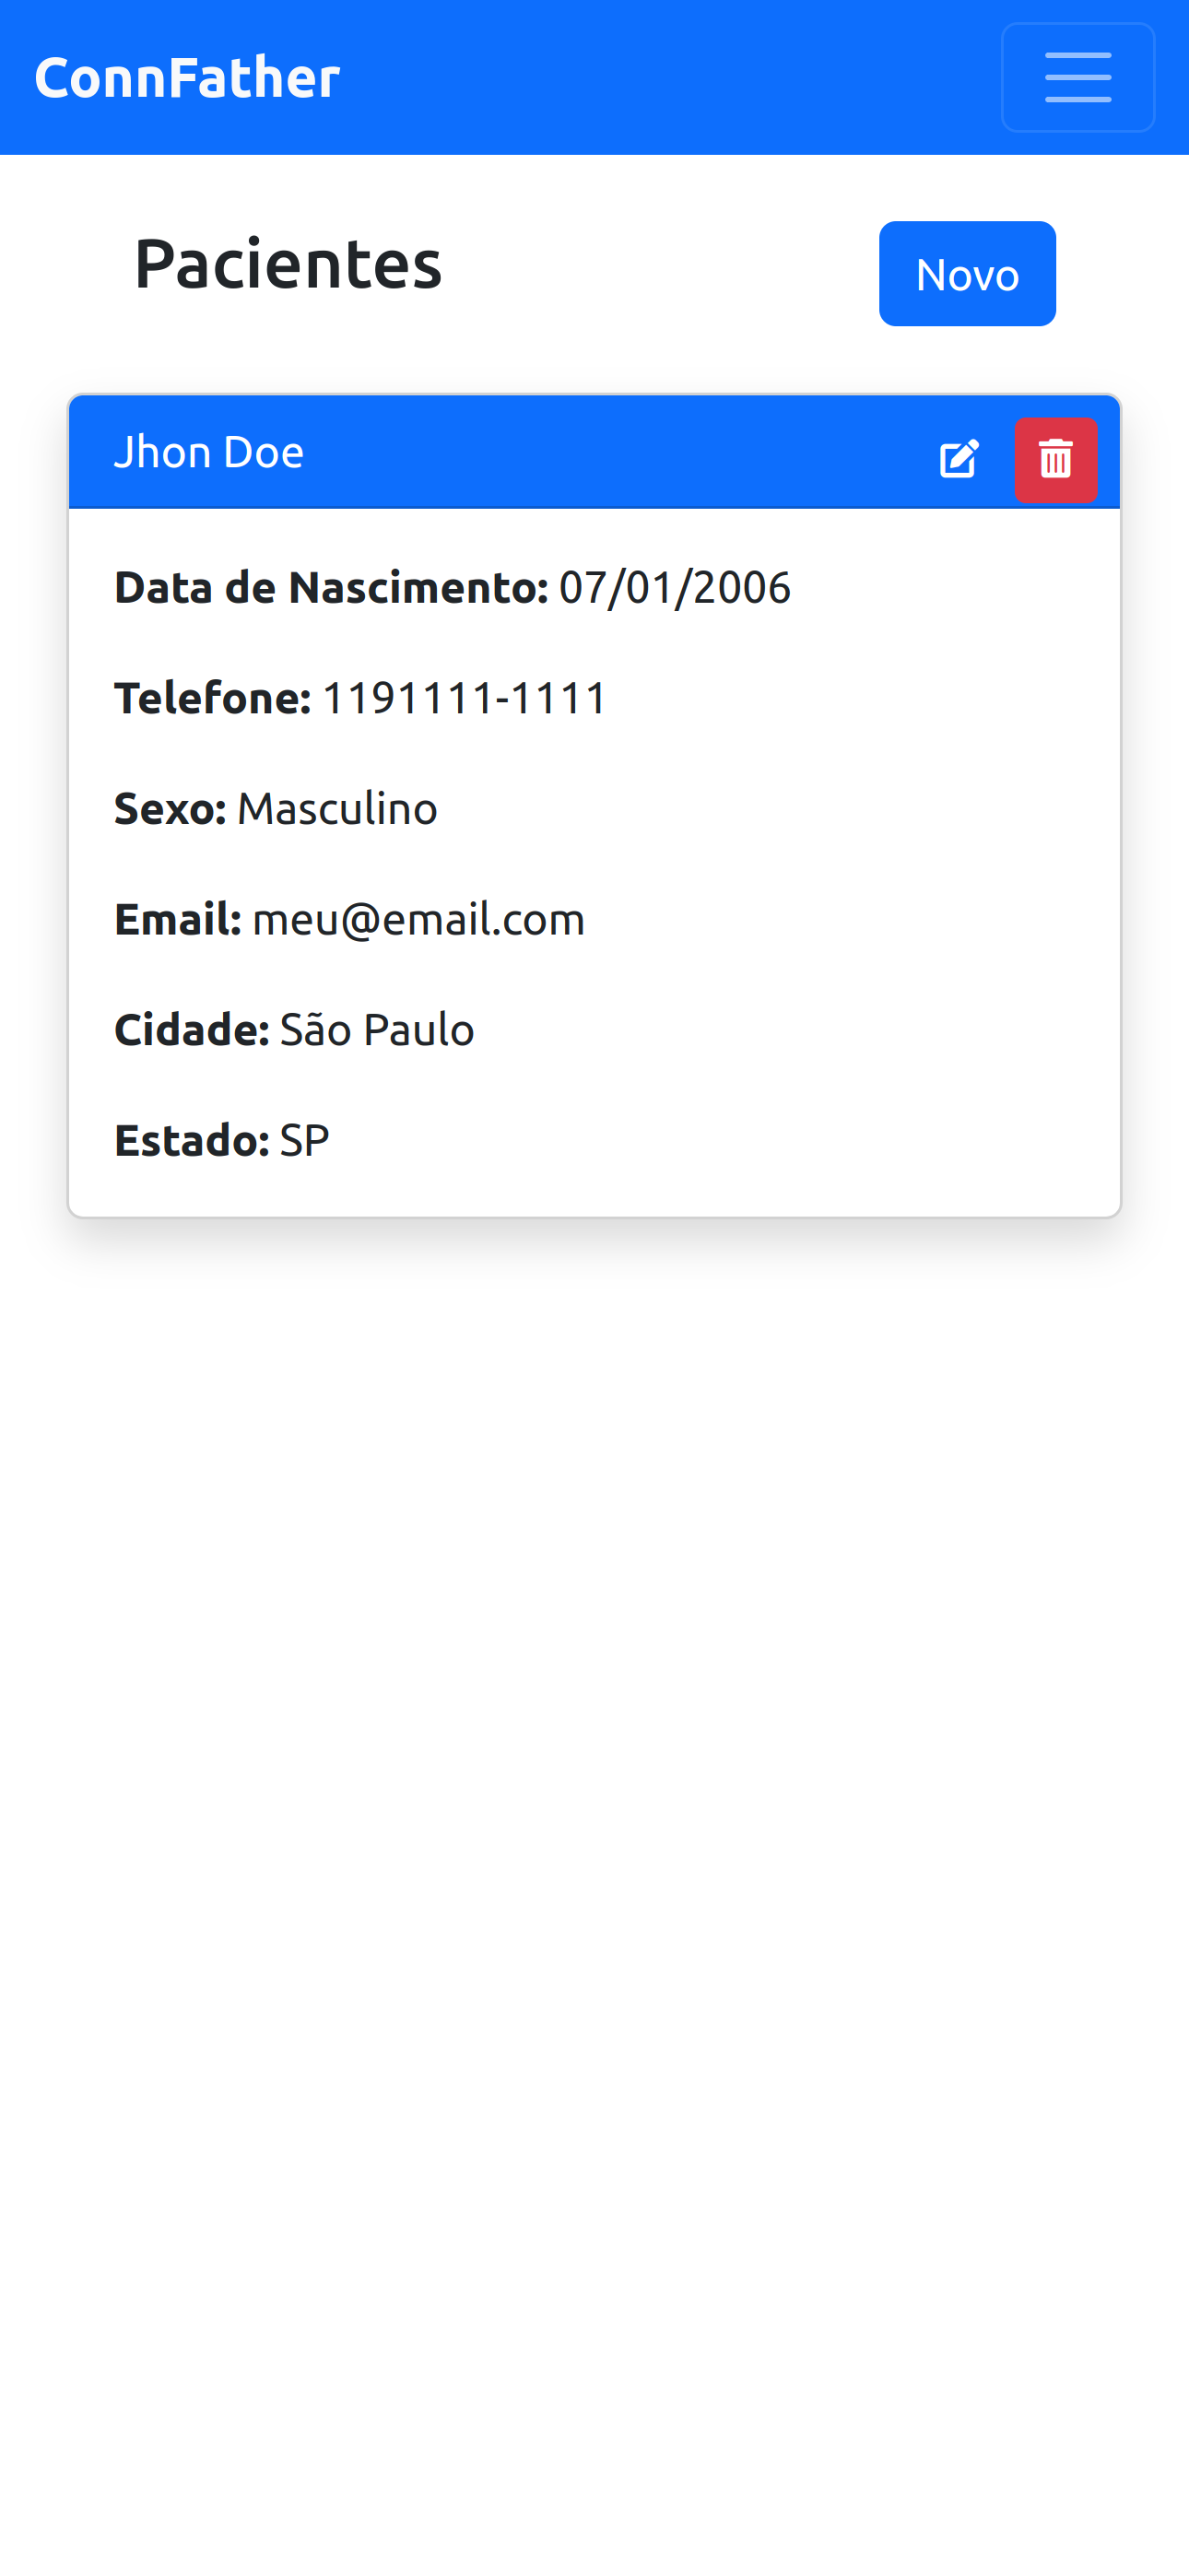 ConnFather
Pacientes
Novo
Jhon Doe
Data de Nascimento: 07/01/2006
Telefone: 1191111-1111
Sexo: Masculino
Email: meu@email.com
Cidade: São Paulo
Estado: SP